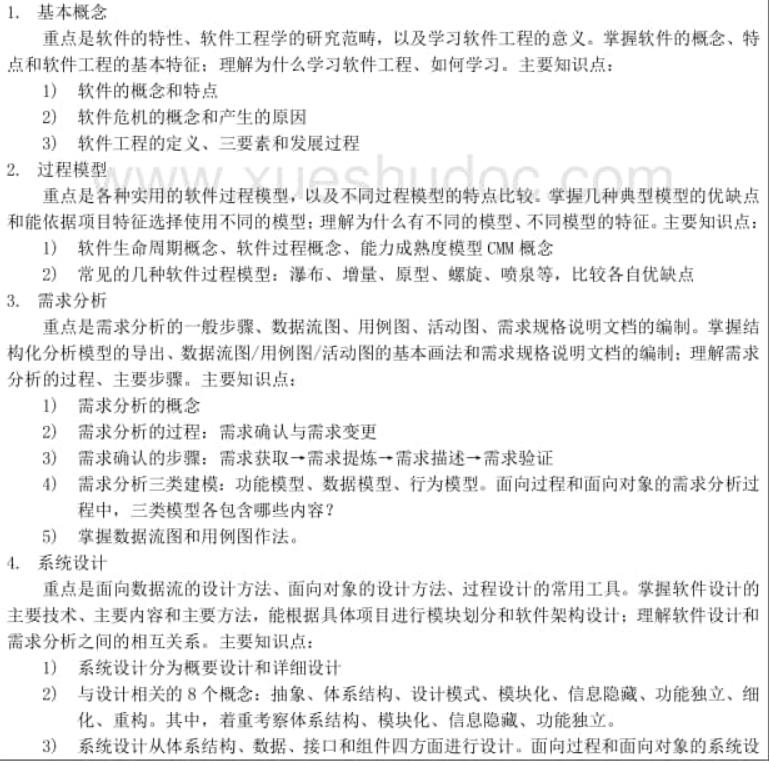 1. 基本概念
重点是软件的特性、软件工程学的研究范畴，以及学习软件工程的意义。掌握软件的概念、特
点和软件工程的基本特征；理解为什么学习软件工程、如何学习。主要知识点：
1) 软件的概念和特点
2) 软件危机的概念和产生的原因
3) 软件工程的定义、三要素和发展过程
2. 过程模型
www.xueshudoc.com
重点是各种实用的软件过程模型，以及不同过程模型的特点比较。掌握几种典型模型的优缺点
和能依据项目特征选择使用不同的模型；理解为什么有不同的模型、不同模型的特征。主要知识点：
1) 软件生命周期概念、软件过程概念、能力成熟度模型 CMM 概念
2) 常见的几种软件过程模型：瀑布、增量、原型、螺旋、喷泉等，比较各自优缺点
3. 需求分析
重点是需求分析的一般步骤、数据流图、用例图、活动图、需求规格说明文档的编制。掌握结
构化分析模型的导出、数据流图/用例图/活动图的基本画法和需求规格说明文档的编制；理解需求
分析的过程、主要步骤。主要知识点：
1) 需求分析的概念
2) 需求分析的过程：需求确认与需求变更
3) 需求确认的步骤：需求获取→需求提炼→需求描述→需求验证
4) 需求分析三类建模：功能模型、数据模型、行为模型。面向过程和面向对象的需求分析过
程中，三类模型各包含哪些内容？
5) 掌握数据流图和用例图作法。
4. 系统设计
重点是面向数据流的设计方法、面向对象的设计方法、过程设计的常用工具。掌握软件设计的
主要技术、主要内容和主要方法，能根据具体项目进行模块划分和软件架构设计；理解软件设计和
需求分析之间的相互关系。主要知识点：
1) 系统设计分为概要设计和详细设计
2) 与设计相关的 8 个概念：抽象、体系结构、设计模式、模块化、信息隐藏、功能独立、细
化、重构。其中，着重考察体系结构、模块化、信息隐藏、功能独立。
3) 系统设计从体系结构、数据、接口和组件四方面进行设计。面向过程和面向对象的系统设